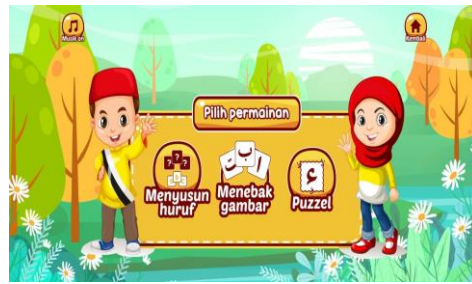 Musik on
Kembali
Pilih permainan
? ? ?
ا ب ت
ع
Menyusun
huruf
Menebak
gambar
Puzzel